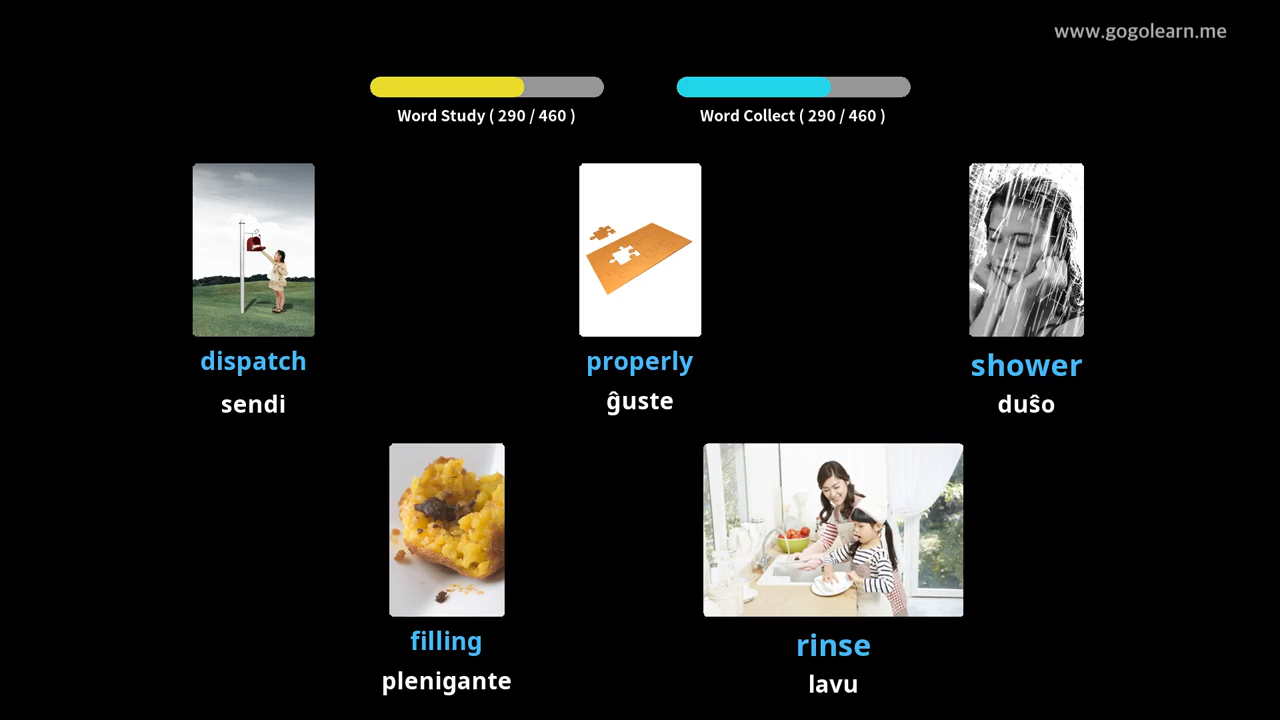 www.gogolearn.me
Word Study ( 290 / 460 )
Word Collect ( 290 / 460 )
dispatch
properly
shower
sendi
ĝuste
duŝo
filling
rinse
plenigante
lavu